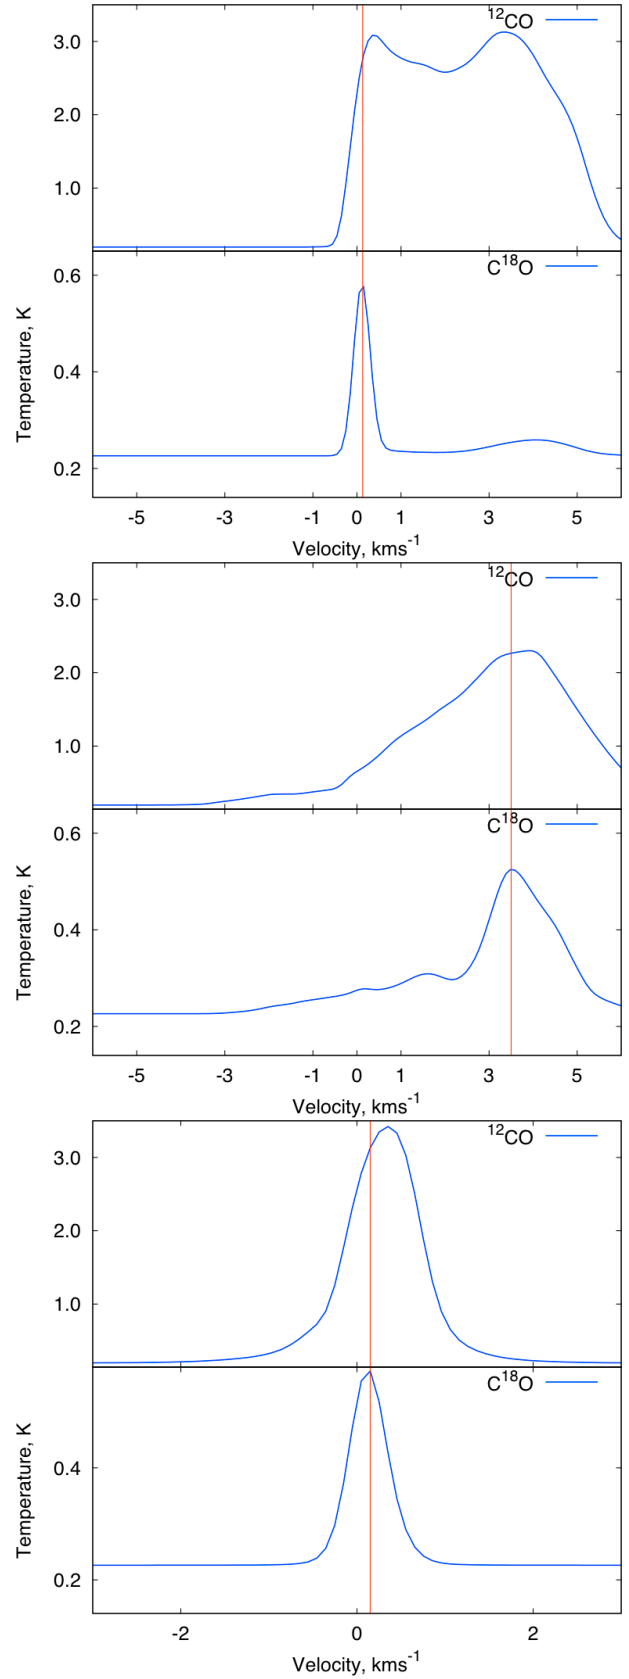 ¹²CO
3.0
2.0
1.0
C¹⁸O
0.6
0.4
0.2
Temperature, K
-5 -3 -1 0 1 3 5
Velocity, kms⁻¹
¹²CO
3.0
2.0
1.0
C¹⁸O
0.6
0.4
0.2
Temperature, K
-5 -3 -1 0 1 3 5
Velocity, kms⁻¹
¹²CO
3.0
2.0
1.0
C¹⁸O
0.4
0.2
Temperature, K
-2 0 2
Velocity, kms⁻¹